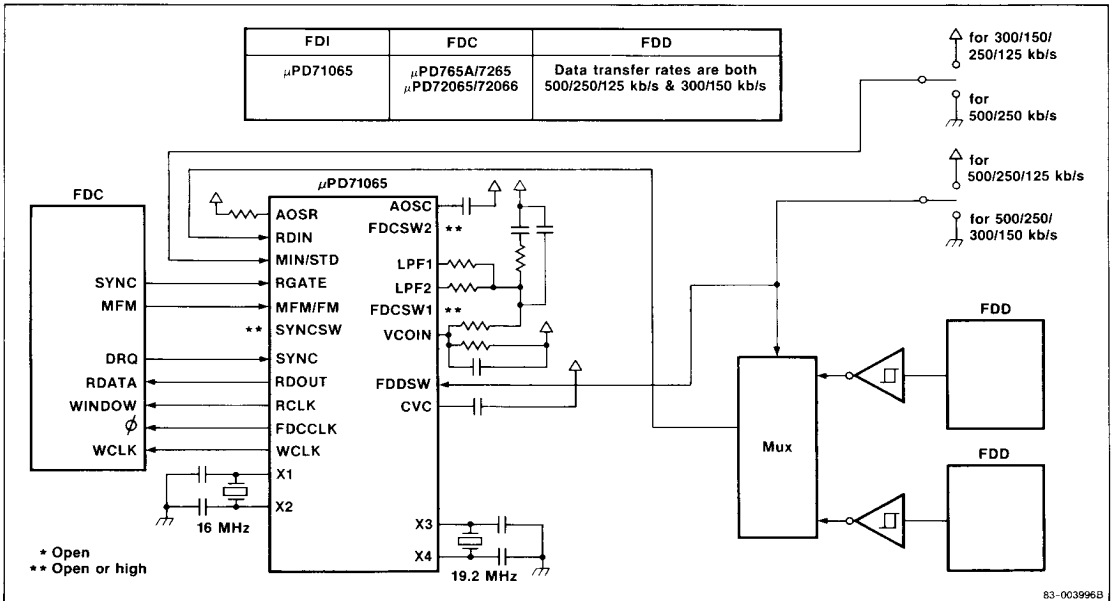 FDI FDC FDD
μPD71065 μPD765A/7265 Data transfer rates are both
μPD72065/72066 500/250/125 kb/s & 300/150 kb/s
for 300/150/
250/125 kb/s
for
500/250 kb/s
for
500/250/125 kb/s
for 500/250/
300/150 kb/s
FDC
SYNC
MFM
DRQ
RDATA
WINDOW
φ
WCLK
μPD71065
AOSR
RDIN
MIN/STD
RGATE
MFM/FM
** SYNCSW
SYNC
RDOUT
RCLK
FDCCLK
WCLK
X1
X2
16 MHz
AOSC
FDCSW2 **
LPF1
LPF2
FDCSW1 **
VCOIN
FDDSW
CVC
X3
X4
19.2 MHz
Mux
FDD
FDD
* Open
** Open or high
83-003996B